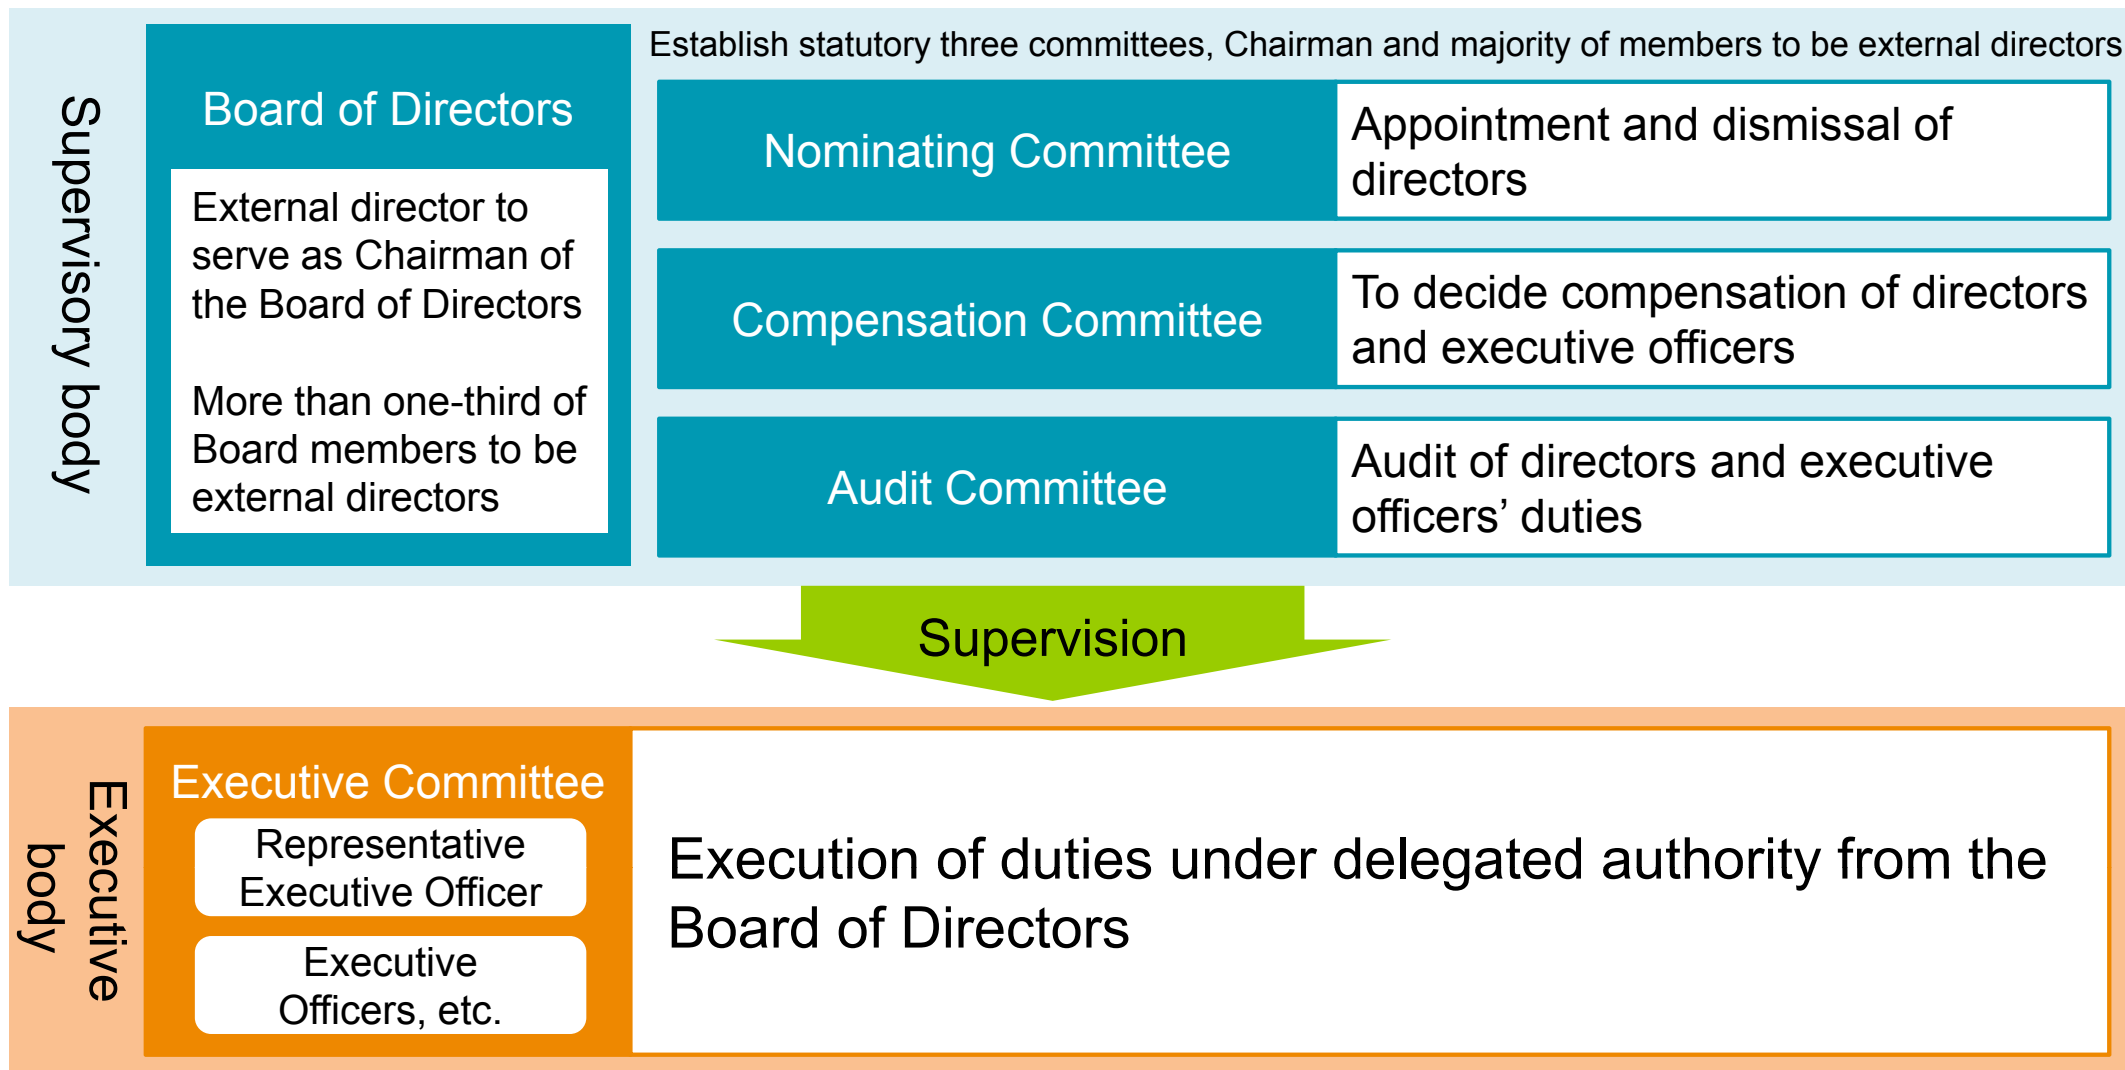 Supervisory body
Board of Directors
External director to
serve as Chairman of
the Board of Directors
More than one-third of
Board members to be
external directors
Establish statutory three committees, Chairman and majority of members to be external directors
Nominating Committee
Appointment and dismissal of
directors
Compensation Committee
To decide compensation of directors
and executive officers
Audit Committee
Audit of directors and executive
officers’ duties
Supervision
Executive
body
Executive Committee
Representative
Executive Officer
Executive
Officers, etc.
Execution of duties under delegated authority from the
Board of Directors